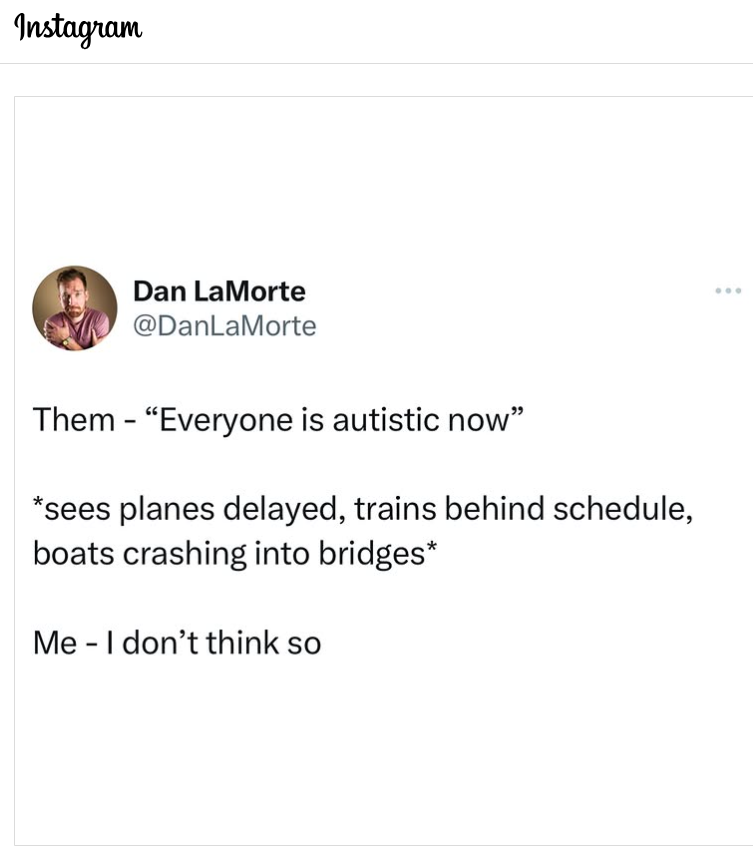 Instagram
Dan LaMorte
@DanLaMorte
Them - “Everyone is autistic now”
*sees planes delayed, trains behind schedule,
boats crashing into bridges*
Me - I don’t think so